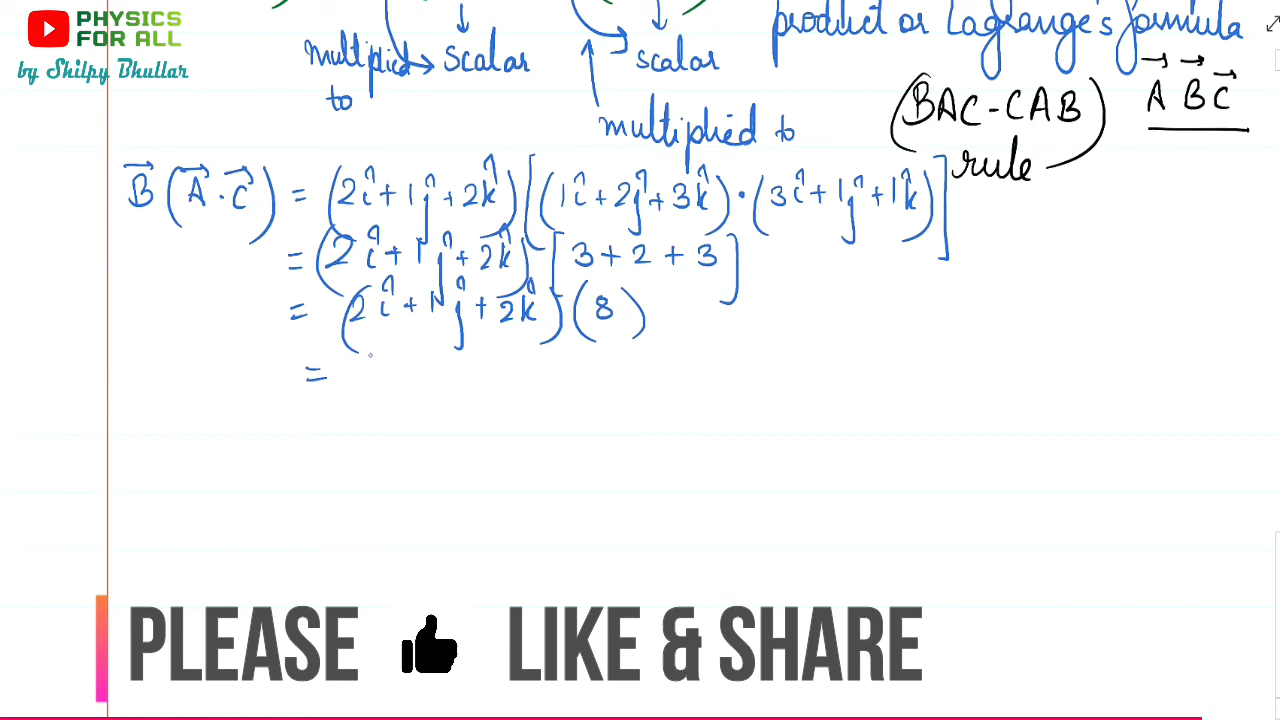 PHYSICS
FOR ALL
by Shilpy Bhullar
product or Lagrange's formula
multiplied → scalar
to
scalar
multiplied to
(BAC-CAB)
rule
A⃗ B⃗ C⃗
B⃗ (A⃗ · C⃗) = (2î + 1ĵ + 2k̂) [(1î + 2ĵ + 3k̂) · (3î + 1ĵ + 1k̂)]
= (2î + 1ĵ + 2k̂) [3 + 2 + 3]
= (2î + 1ĵ + 2k̂) (8)
=
PLEASE LIKE & SHARE